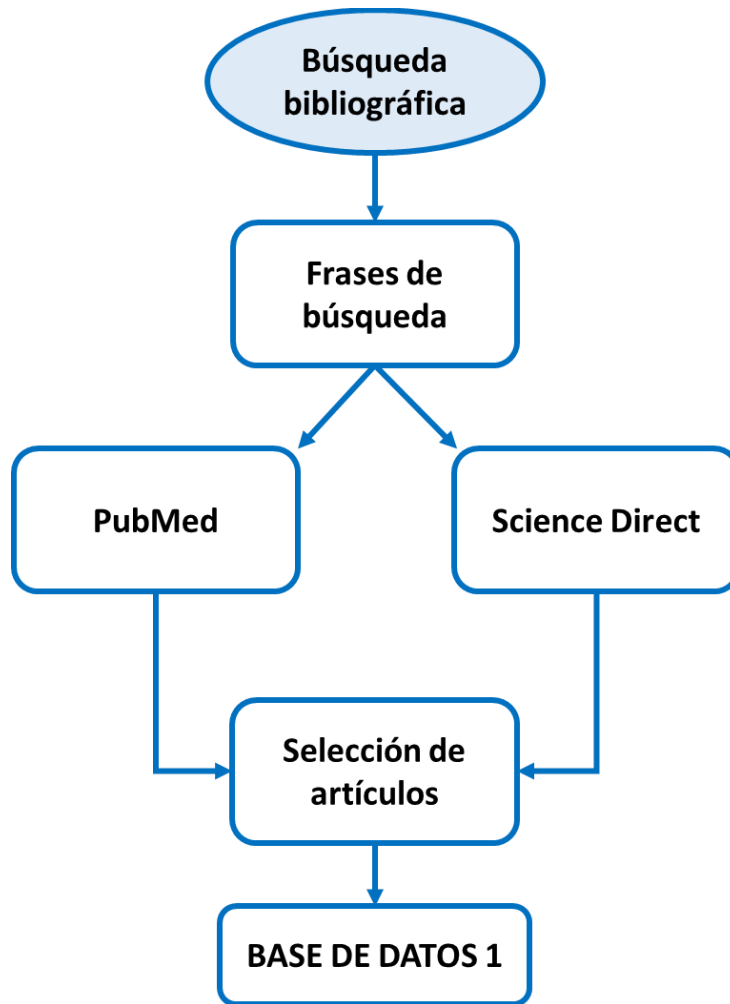 Búsqueda
bibliográfica
Frases de
búsqueda
PubMed
Science Direct
Selección de
artículos
BASE DE DATOS 1